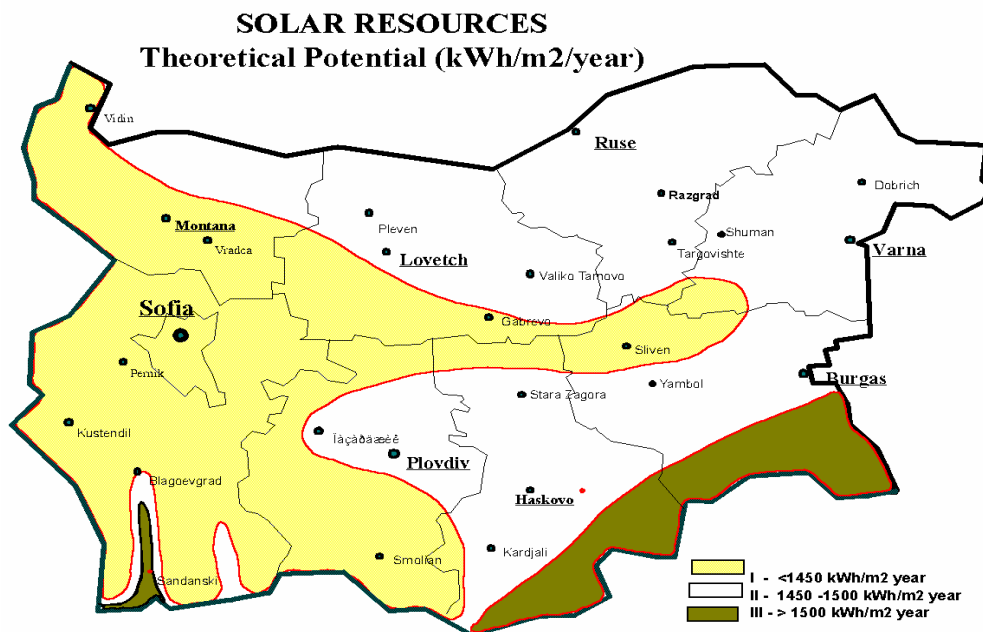 SOLAR RESOURCES
Theoretical Potential (kWh/m2/year)
Vidin
Ruse
Razgrad
Dobrich
Montana
Pleven
Shuman
Vradca
Lovetch
Targovishte
Varna
Valiko Tarnovo
Sofia
Gabrevo
Sliven
Pernik
Yambol
Burgas
Stara Zagora
Kustendil
Ïàçàðäæèê
Plovdiv
Blagoevgrad
Haskovo
Kardjali
Smolian
Sandanski
I - <1450 kWh/m2 year
II - 1450 -1500 kWh/m2 year
III - > 1500 kWh/m2 year